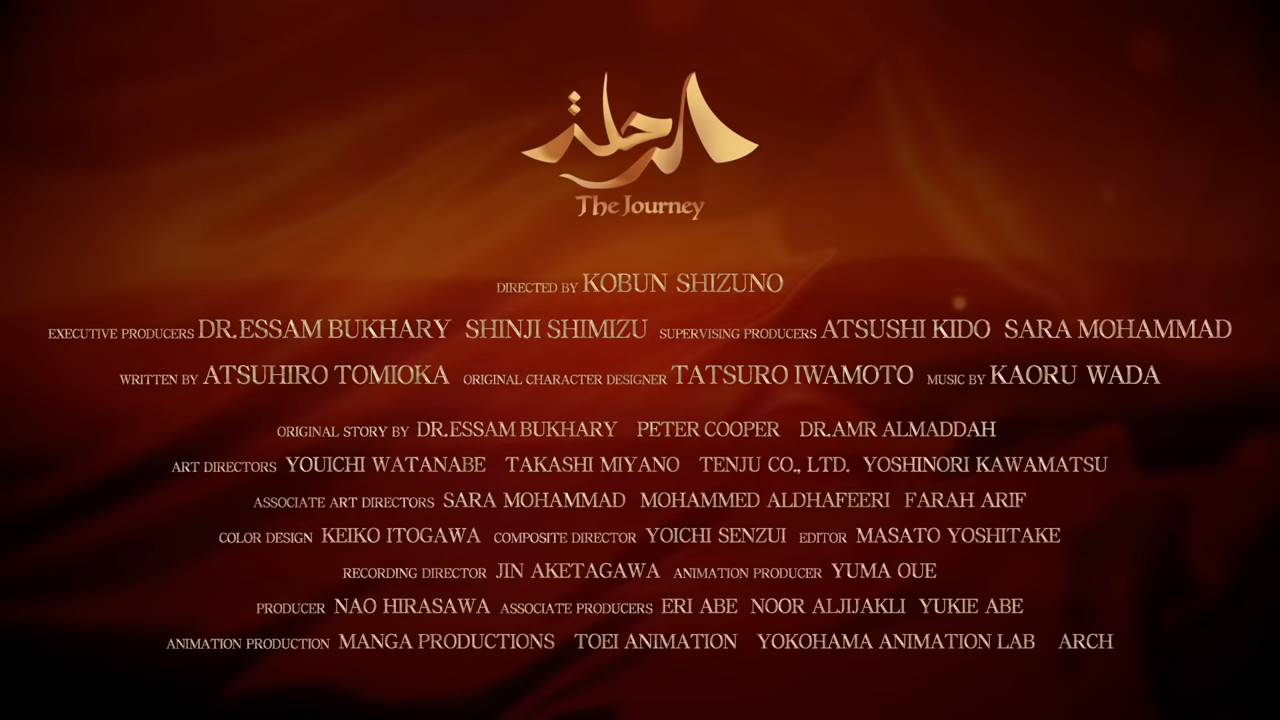 الرحلة
The Journey
DIRECTED BY KOBUN SHIZUNO
EXECUTIVE PRODUCERS DR.ESSAM BUKHARY SHINJI SHIMIZU SUPERVISING PRODUCERS ATSUSHI KIDO SARA MOHAMMAD
WRITTEN BY ATSUHIRO TOMIOKA ORIGINAL CHARACTER DESIGNER TATSURO IWAMOTO MUSIC BY KAORU WADA
ORIGINAL STORY BY DR.ESSAM BUKHARY PETER COOPER DR.AMR ALMADDAH
ART DIRECTORS YOUICHI WATANABE TAKASHI MIYANO TENJU CO., LTD. YOSHINORI KAWAMATSU
ASSOCIATE ART DIRECTORS SARA MOHAMMAD MOHAMMED ALDHAFEERI FARAH ARIF
COLOR DESIGN KEIKO ITOGAWA COMPOSITE DIRECTOR YOICHI SENZUI EDITOR MASATO YOSHITAKE
RECORDING DIRECTOR JIN AKETAGAWA ANIMATION PRODUCER YUMA OUE
PRODUCER NAO HIRASAWA ASSOCIATE PRODUCERS ERI ABE NOOR ALJIJAKLI YUKIE ABE
ANIMATION PRODUCTION MANGA PRODUCTIONS TOEI ANIMATION YOKOHAMA ANIMATION LAB ARCH